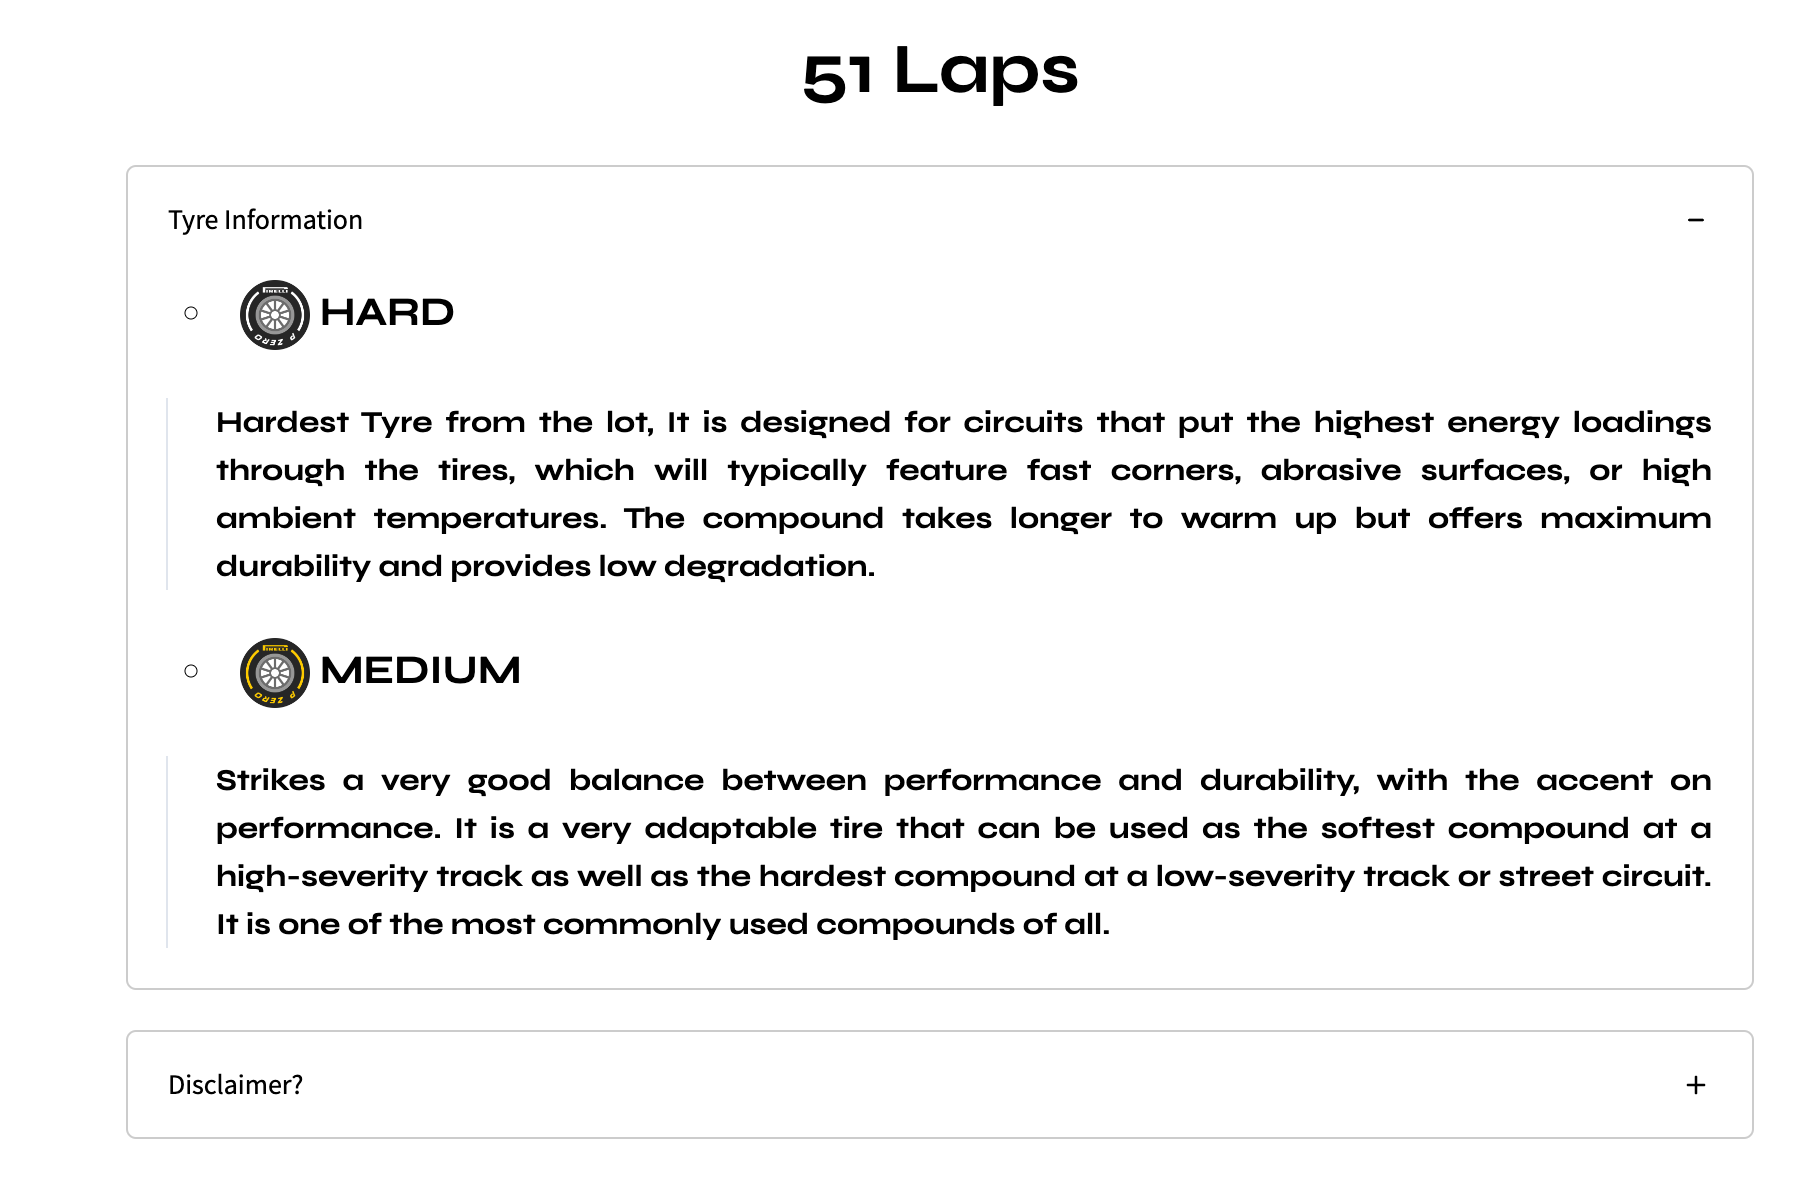 51 Laps
Tyre Information
PIRELLI
P ZERO
HARD
Hardest Tyre from the lot, It is designed for circuits that put the highest energy loadings
through the tires, which will typically feature fast corners, abrasive surfaces, or high
ambient temperatures. The compound takes longer to warm up but offers maximum
durability and provides low degradation.
PIRELLI
P ZERO
MEDIUM
Strikes a very good balance between performance and durability, with the accent on
performance. It is a very adaptable tire that can be used as the softest compound at a
high-severity track as well as the hardest compound at a low-severity track or street circuit.
It is one of the most commonly used compounds of all.
Disclaimer?